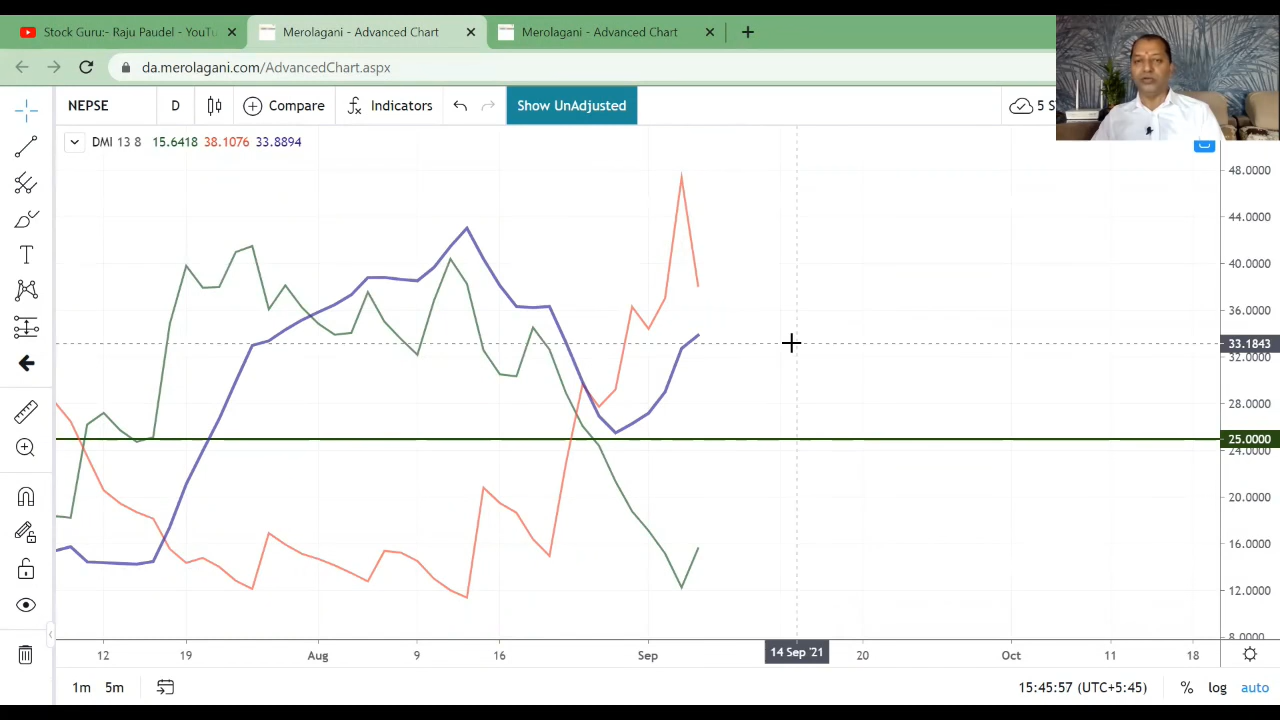 Stock Guru:- Raju Paudel - YouTu
Merolagani - Advanced Chart
Merolagani - Advanced Chart
da.merolagani.com/AdvancedChart.aspx
NEPSE
D
Compare
Indicators
Show UnAdjusted
5 S
DMI 13 8 15.6418 38.1076 33.8894
48.0000
44.0000
40.0000
36.0000
33.1843
32.0000
28.0000
25.0000
24.0000
20.0000
16.0000
12.0000
8.0000
12 19 Aug 9 16 Sep 14 Sep '21 20 Oct 11 18
1m 5m 15:45:57 (UTC+5:45) % log auto